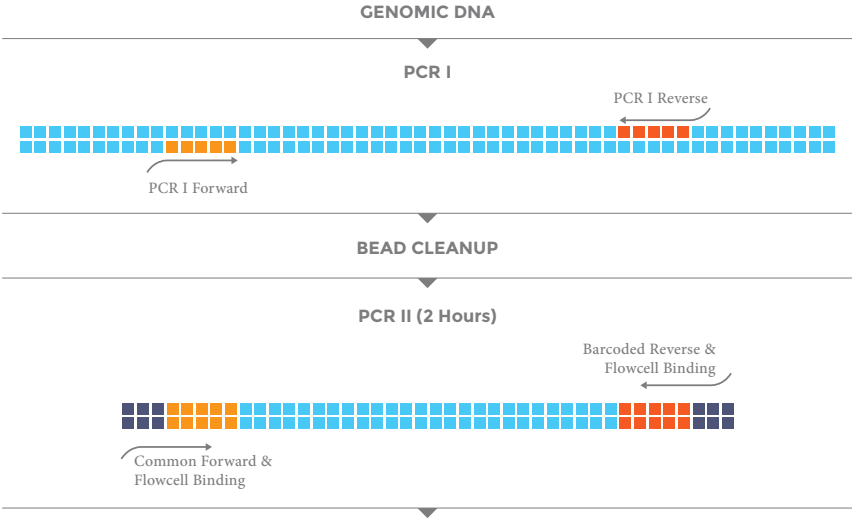 GENOMIC DNA
PCR I
PCR I Reverse
PCR I Forward
BEAD CLEANUP
PCR II (2 Hours)
Barcoded Reverse &
Flowcell Binding
Common Forward &
Flowcell Binding